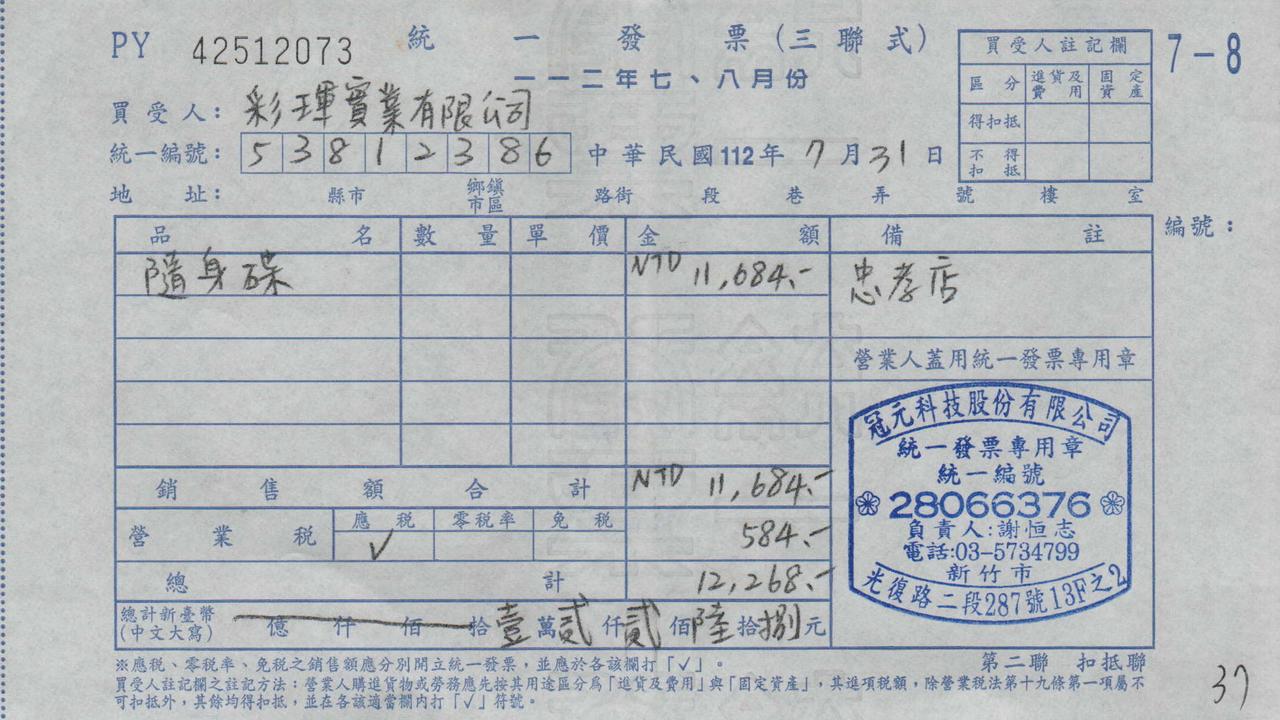 PY 42512073 統一發票(三聯式)
一一二年七、八月份
7-8
買受人註記欄
區分 進貨及費用 固定資產
得扣抵
不得扣抵
買受人：彩琿實業有限公司
統一編號：53812386 中華民國112年7月31日
地址： 縣市 鄉鎮市區 路街 段 巷 弄 號 樓 室
編號：
品名 數量 單價 金額 備註
隨身碟 NTD 11,684.- 忠孝店
營業人蓋用統一發票專用章
冠元科技股份有限公司
統一發票專用章
統一編號
28066376
負責人:謝恒志
電話:03-5734799
新竹市
光復路二段287號13F之2
銷售額合計 NTD 11,684.-
營業稅 應稅 零稅率 免稅
✓ 584.-
總計 12,268.-
總計新臺幣(中文大寫) 億 仟 佰 拾壹萬貳仟貳佰陸拾捌元
※應稅、零稅率、免稅之銷售額應分別開立統一發票，並應於各該欄打「✓」。
第二聯 扣抵聯
買受人註記欄之註記方法：營業人購進貨物或勞務應先按其用途區分為「進貨及費用」與「固定資產」，其進項稅額，除營業稅法第十九條第一項屬不
可扣抵外，其餘均得扣抵，並在各該適當欄內打「✓」符號。
37